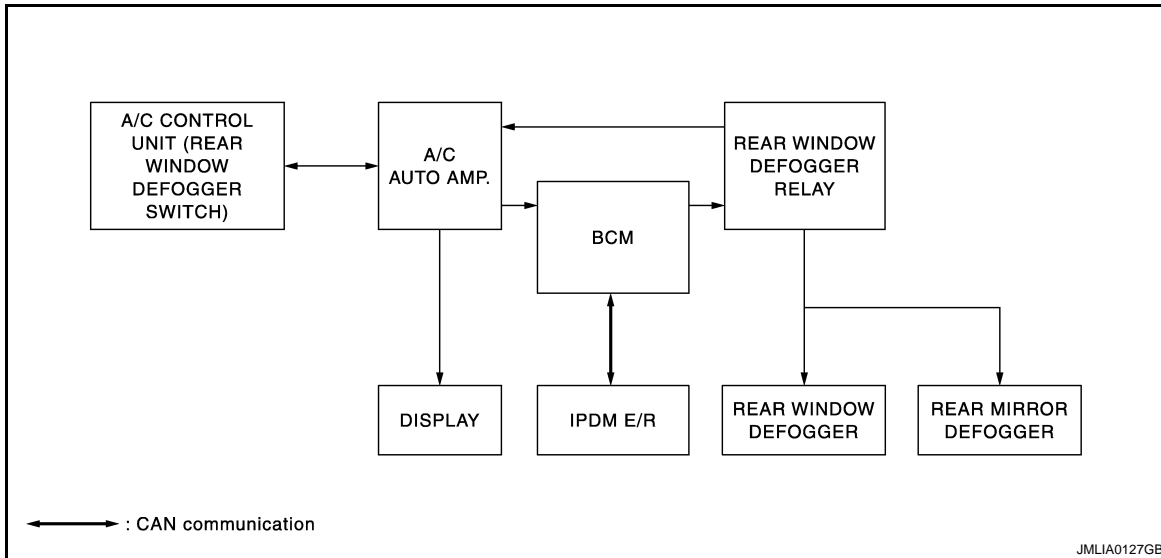 A/C CONTROL
UNIT (REAR
WINDOW
DEFOGGER
SWITCH)
A/C
AUTO AMP.
BCM
REAR WINDOW
DEFOGGER
RELAY
DISPLAY
IPDM E/R
REAR WINDOW
DEFOGGER
REAR MIRROR
DEFOGGER
: CAN communication
JMLIA0127GB